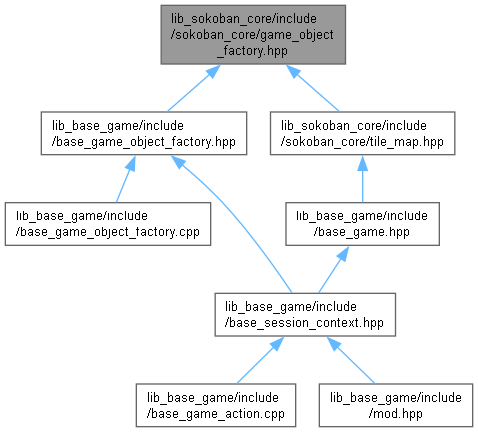 lib_sokoban_core/include
/sokoban_core/game_object
_factory.hpp
lib_base_game/include
/base_game_object_factory.hpp
lib_sokoban_core/include
/sokoban_core/tile_map.hpp
lib_base_game/include
/base_game_object_factory.cpp
lib_base_game/include
/base_game.hpp
lib_base_game/include
/base_session_context.hpp
lib_base_game/include
/base_game_action.cpp
lib_base_game/include
/mod.hpp